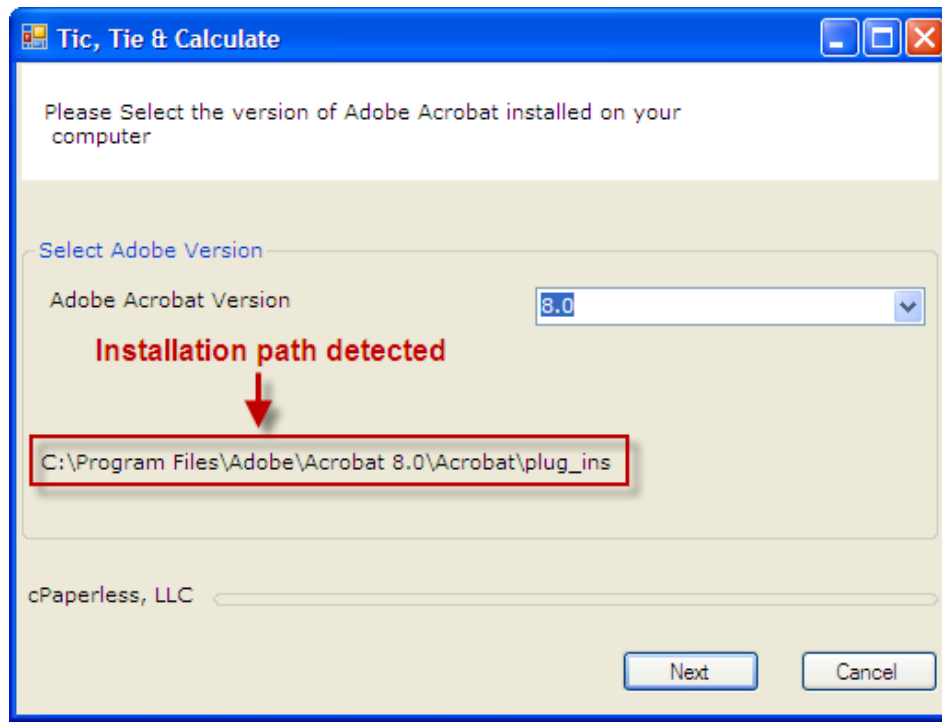 Tic, Tie & Calculate
Please Select the version of Adobe Acrobat installed on your
computer
Select Adobe Version
Adobe Acrobat Version
8.0
Installation path detected
C:\Program Files\Adobe\Acrobat 8.0\Acrobat\plug_ins
cPaperless, LLC
Next
Cancel